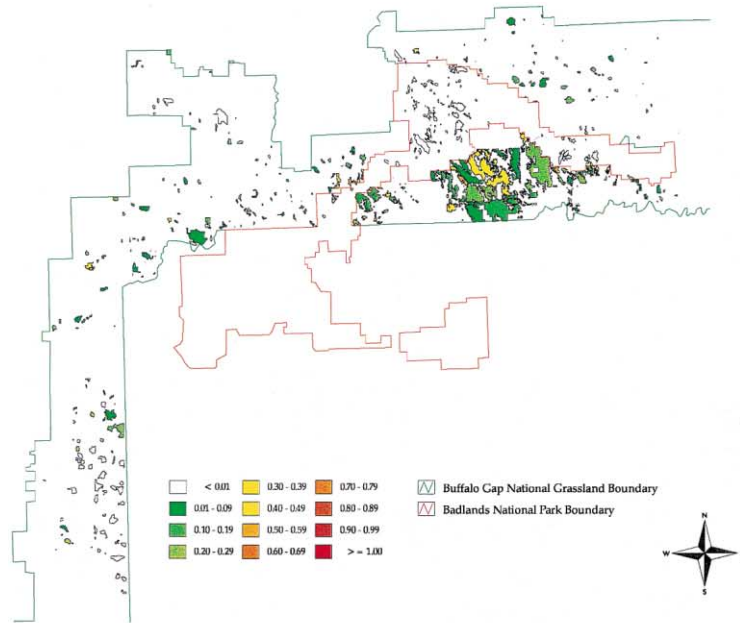 < 0.01
0.01 - 0.09
0.10 - 0.19
0.20 - 0.29
0.30 - 0.39
0.40 - 0.49
0.50 - 0.59
0.60 - 0.69
0.70 - 0.79
0.80 - 0.89
0.90 - 0.99
> = 1.00
Buffalo Gap National Grassland Boundary
Badlands National Park Boundary
N
W
E
S